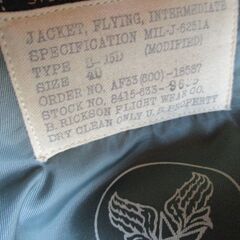 JACKET, FLYING, INTERMEDIATE
SPECIFICATION MIL-J-6251A
TYPE B-15D (MODIFIED)
SIZE 40
ORDER NO. AF33(600)-18587
STOCK NO. 8415-633-
B. RICKSON FLIGHT WEAR CO.
DRY CLEAN ONLY U.S. PROPERTY